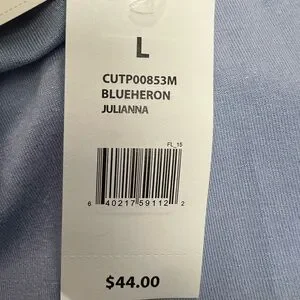 L
CUTP00853M
BLUEHERON
JULIANNA
FL_15
6 40217 59112 2
$44.00